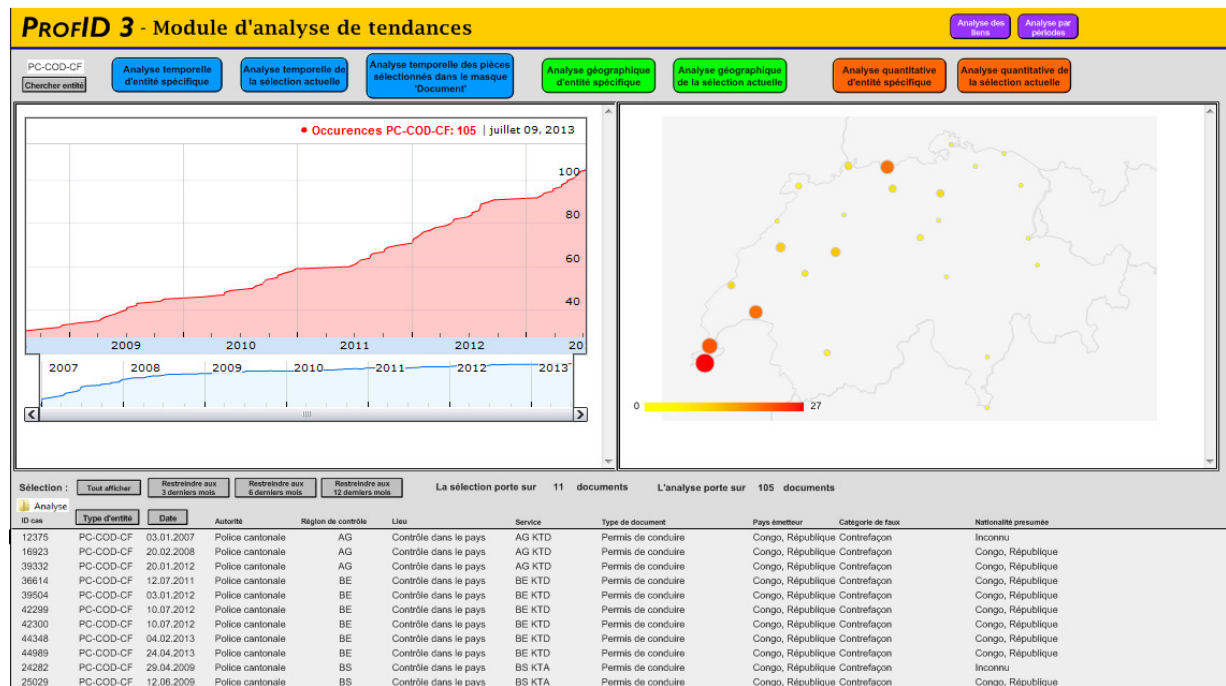 PROFID 3 - Module d'analyse de tendances
Analyse des
liens
Analyse par
périodes
PC-COD-CF
Chercher entité
Analyse temporelle
d'entité spécifique
Analyse temporelle de
la sélection actuelle
Analyse temporelle des pièces
sélectionnés dans le masque
'Document'
Analyse géographique
d'entité spécifique
Analyse géographique
de la sélection actuelle
Analyse quantitative
d'entité spécifique
Analyse quantitative de
la sélection actuelle
Occurences PC-COD-CF: 105 | juillet 09, 2013
100
80
60
40
2009 2010 2011 2012 20
2007 2008 2009 2010 2011 2012 2013
0 27
Sélection : Tout afficher
Restreindre aux
3 derniers mois
Restreindre aux
6 derniers mois
Restreindre aux
12 derniers mois
La sélection porte sur 11 documents L'analyse porte sur 105 documents
Analyse
ID cas Type d'entité Date Autorité Région de contrôle Lieu Service Type de document Pays émetteur Catégorie de faux Nationalité presumée
12375 PC-COD-CF 03.01.2007 Police cantonale AG Contrôle dans le pays AG KTD Permis de conduire Congo, République Contrefaçon Inconnu
16923 PC-COD-CF 20.02.2008 Police cantonale AG Contrôle dans le pays AG KTD Permis de conduire Congo, République Contrefaçon Congo, République
39332 PC-COD-CF 20.01.2012 Police cantonale AG Contrôle dans le pays AG KTD Permis de conduire Congo, République Contrefaçon Congo, République
36614 PC-COD-CF 12.07.2011 Police cantonale BE Contrôle dans le pays BE KTD Permis de conduire Congo, République Contrefaçon Congo, République
39504 PC-COD-CF 03.01.2012 Police cantonale BE Contrôle dans le pays BE KTD Permis de conduire Congo, République Contrefaçon Congo, République
42299 PC-COD-CF 10.07.2012 Police cantonale BE Contrôle dans le pays BE KTD Permis de conduire Congo, République Contrefaçon Congo, République
42300 PC-COD-CF 10.07.2012 Police cantonale BE Contrôle dans le pays BE KTD Permis de conduire Congo, République Contrefaçon Congo, République
44348 PC-COD-CF 04.02.2013 Police cantonale BE Contrôle dans le pays BE KTD Permis de conduire Congo, République Contrefaçon Congo, République
44989 PC-COD-CF 24.04.2013 Police cantonale BE Contrôle dans le pays BE KTD Permis de conduire Congo, République Contrefaçon Congo, République
24282 PC-COD-CF 29.04.2009 Police cantonale BS Contrôle dans le pays BS KTA Permis de conduire Congo, République Contrefaçon Inconnu
25029 PC-COD-CF 12.06.2009 Police cantonale BS Contrôle dans le pays BS KTA Permis de conduire Congo, République Contrefaçon Congo, République